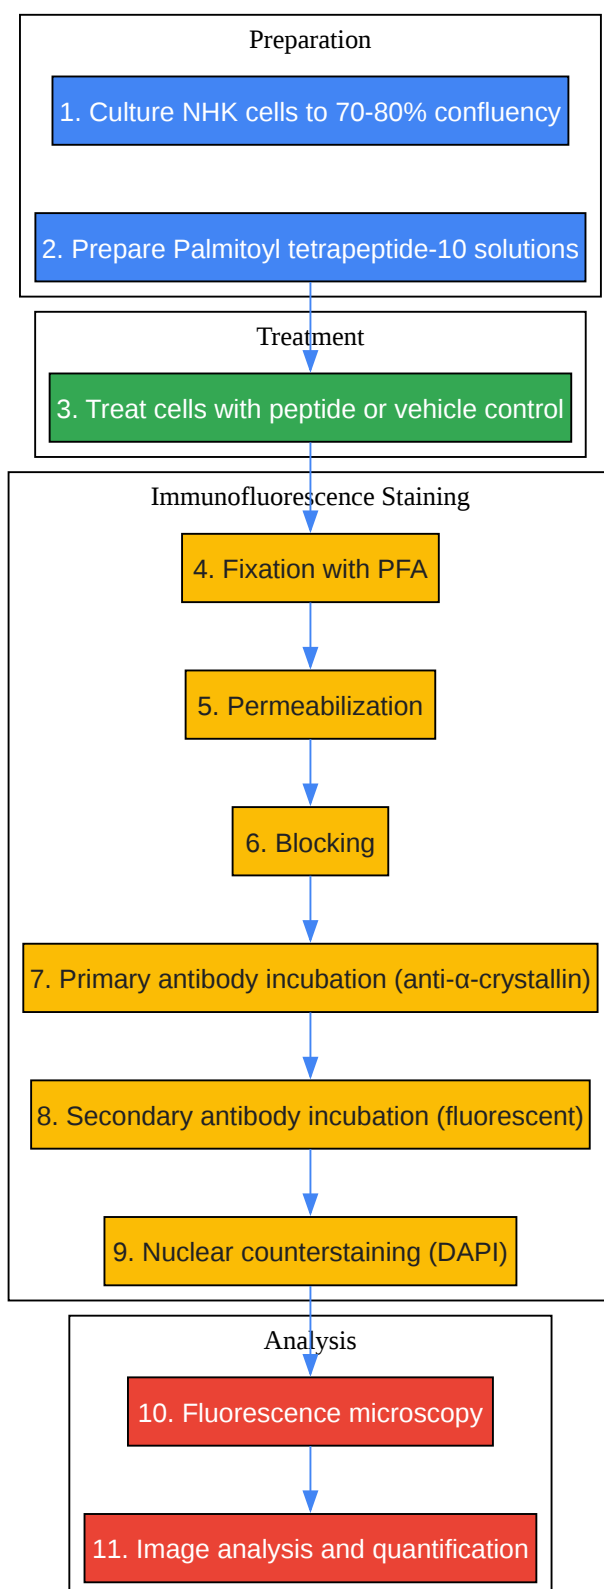 Preparation
1. Culture NHK cells to 70-80% confluency
2. Prepare Palmitoyl tetrapeptide-10 solutions
Treatment
3. Treat cells with peptide or vehicle control
Immunofluorescence Staining
4. Fixation with PFA
5. Permeabilization
6. Blocking
7. Primary antibody incubation (anti-α-crystallin)
8. Secondary antibody incubation (fluorescent)
9. Nuclear counterstaining (DAPI)
Analysis
10. Fluorescence microscopy
11. Image analysis and quantification